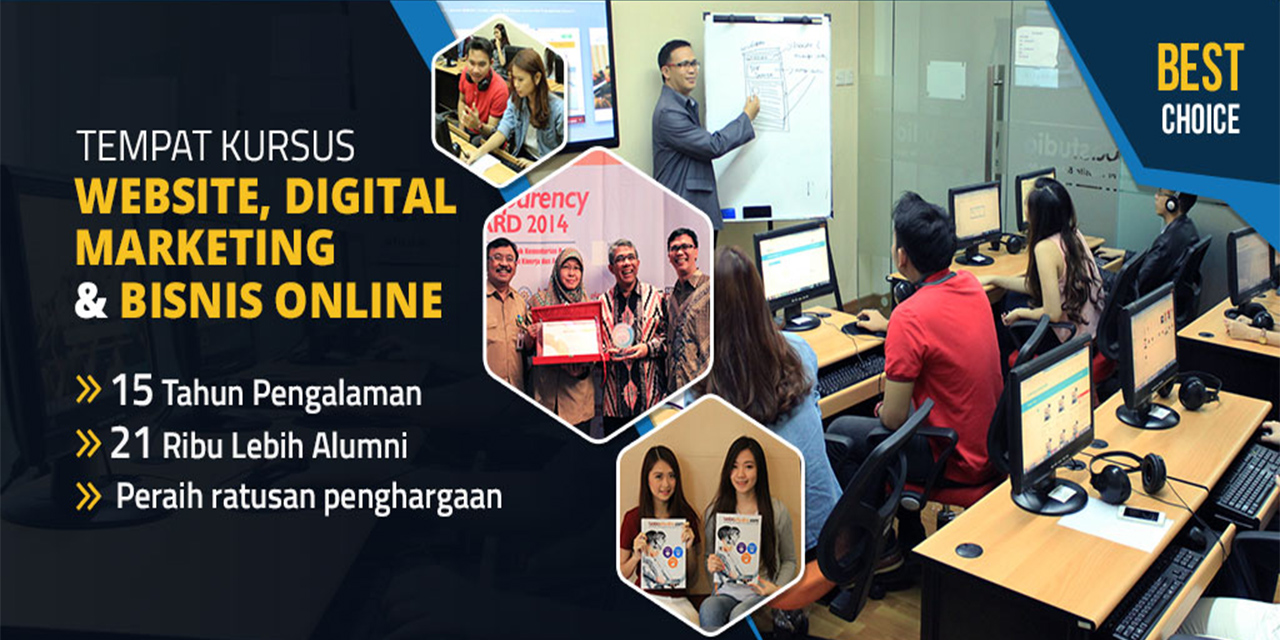 TEMPAT KURSUS
WEBSITE, DIGITAL
MARKETING
& BISNIS ONLINE
15 Tahun Pengalaman
21 Ribu Lebih Alumni
Peraih ratusan penghargaan
BEST
CHOICE
ARD 2014